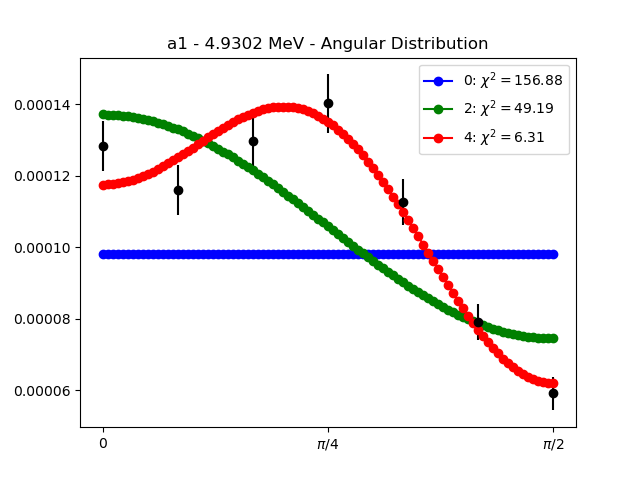 a1 - 4.9302 MeV - Angular Distribution
0: χ² = 156.88
2: χ² = 49.19
4: χ² = 6.31
0.00014
0.00012
0.00010
0.00008
0.00006
0 π/4 π/2